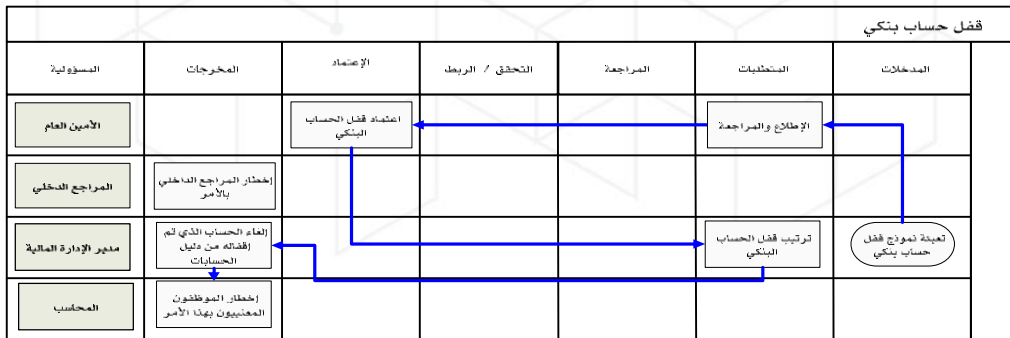 قفل حساب بنكي
المدخلات
المتطلبات
المراجعة
التحقق / الربط
الإعتماد
المخرجات
المسؤولية
الإطلاع والمراجعة
اعتماد قفل الحساب
البنكي
الأمين العام
إخطار المراجع الداخلي
بالأمر
المراجع الدخلي
تعبئة نموذج قفل
حساب بنكي
ترتيب قفل الحساب
البنكي
إلغاء الحساب الذي تم
إقفاله من دليل
الحسابات
مدير الإدارة المالية
إخطار الموظفون
المعنييون بهذا الأمر
المحاسب